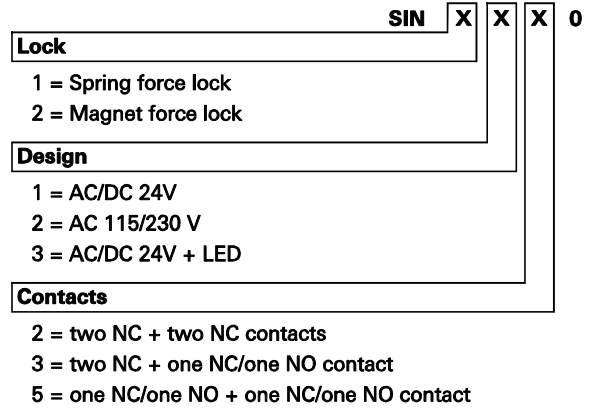 SIN X X X 0
Lock
1 = Spring force lock
2 = Magnet force lock
Design
1 = AC/DC 24V
2 = AC 115/230 V
3 = AC/DC 24V + LED
Contacts
2 = two NC + two NC contacts
3 = two NC + one NC/one NO contact
5 = one NC/one NO + one NC/one NO contact